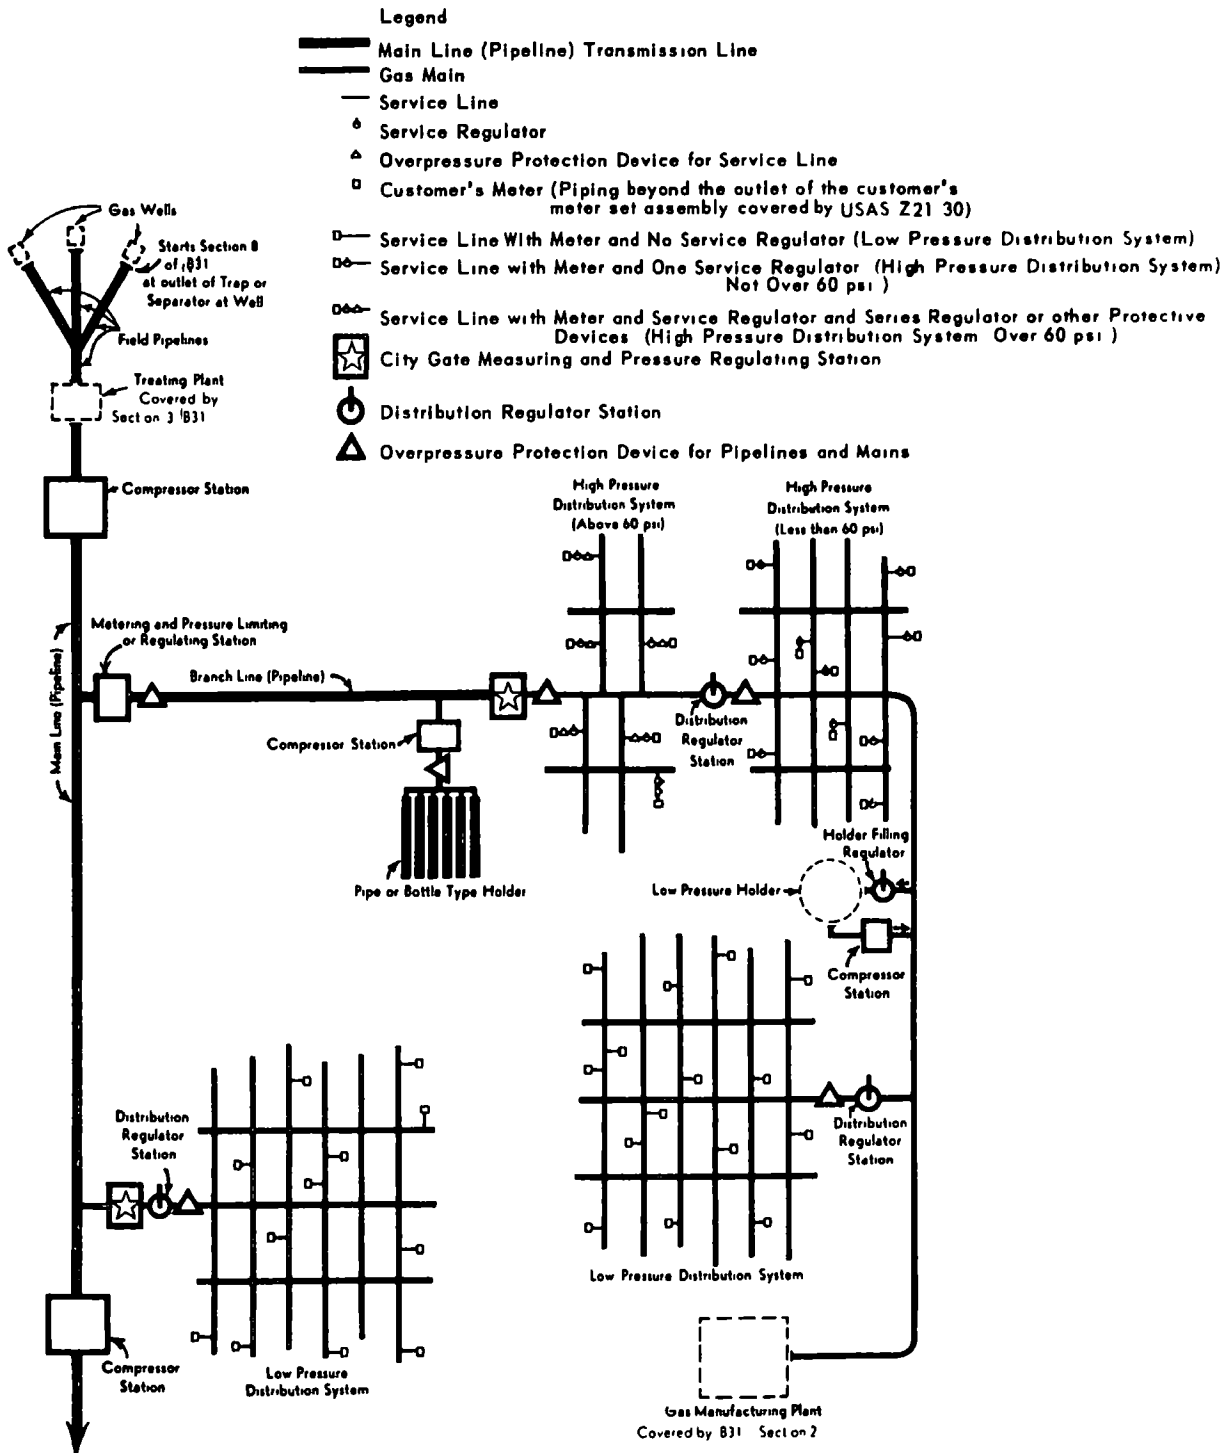 Legend
Main Line (Pipeline) Transmission Line
Gas Main
Service Line
Service Regulator
Overpressure Protection Device for Service Line
Customer's Meter (Piping beyond the outlet of the customer's
meter set assembly covered by USAS Z21 30)
Service Line With Meter and No Service Regulator (Low Pressure Distribution System)
Service Line with Meter and One Service Regulator (High Pressure Distribution System)
Not Over 60 psi )
Service Line with Meter and Service Regulator and Series Regulator or other Protective
Devices (High Pressure Distribution System Over 60 psi )
City Gate Measuring and Pressure Regulating Station
Distribution Regulator Station
Overpressure Protection Device for Pipelines and Mains
Gas Wells
Starts Section 8
of B31
at outlet of Trap or
Separator at Well
Field Pipelines
Treating Plant
Covered by
Section 3 B31
Compressor Station
High Pressure
Distribution System
(Above 60 psi)
High Pressure
Distribution System
(Less than 60 psi)
Metering and Pressure Limiting
or Regulating Station
Main Line (Pipeline)
Branch Line (Pipeline)
Compressor Station
Distribution
Regulator
Station
Pipe or Bottle Type Holder
Holder Filling
Regulator
Low Pressure Holder
Compressor
Station
Distribution
Regulator
Station
Low Pressure Distribution System
Distribution
Regulator
Station
Low Pressure
Distribution System
Compressor
Station
Gas Manufacturing Plant
Covered by B31 Section 2